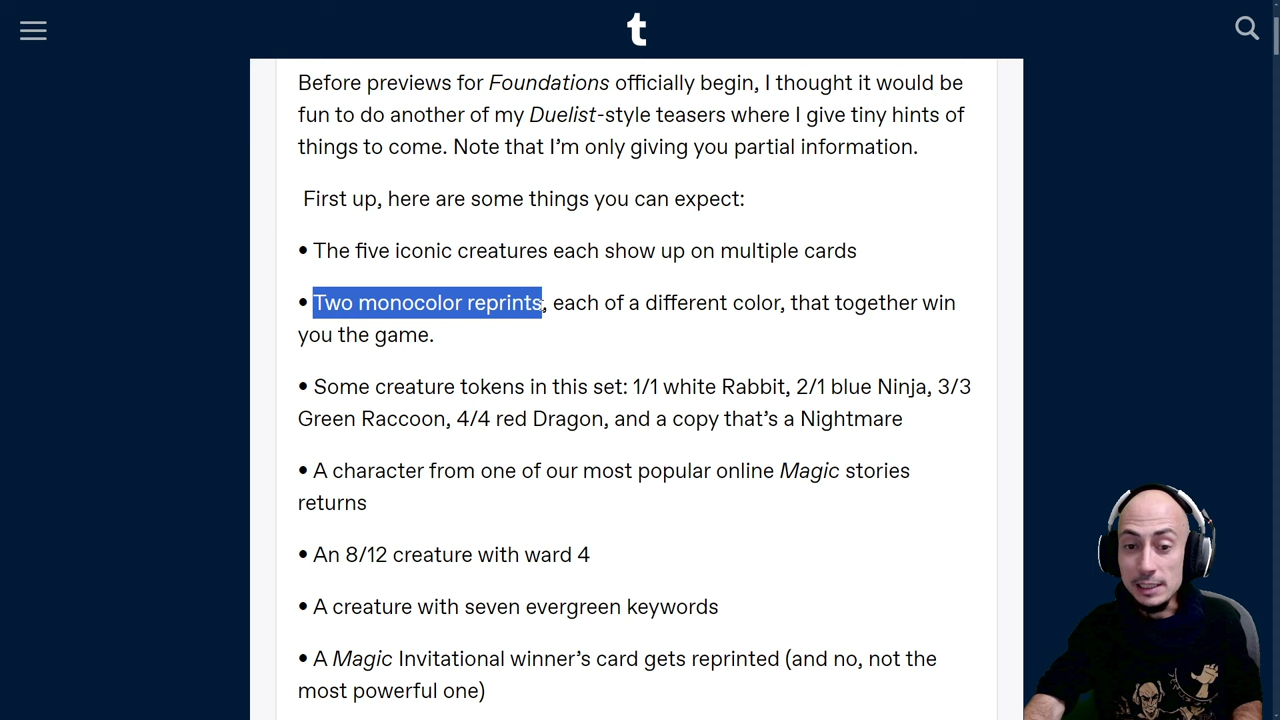 t
Before previews for Foundations officially begin, I thought it would be
fun to do another of my Duelist-style teasers where I give tiny hints of
things to come. Note that I’m only giving you partial information.
First up, here are some things you can expect:
• The five iconic creatures each show up on multiple cards
• Two monocolor reprints, each of a different color, that together win
you the game.
• Some creature tokens in this set: 1/1 white Rabbit, 2/1 blue Ninja, 3/3
Green Raccoon, 4/4 red Dragon, and a copy that’s a Nightmare
• A character from one of our most popular online Magic stories
returns
• An 8/12 creature with ward 4
• A creature with seven evergreen keywords
• A Magic Invitational winner’s card gets reprinted (and no, not the
most powerful one)